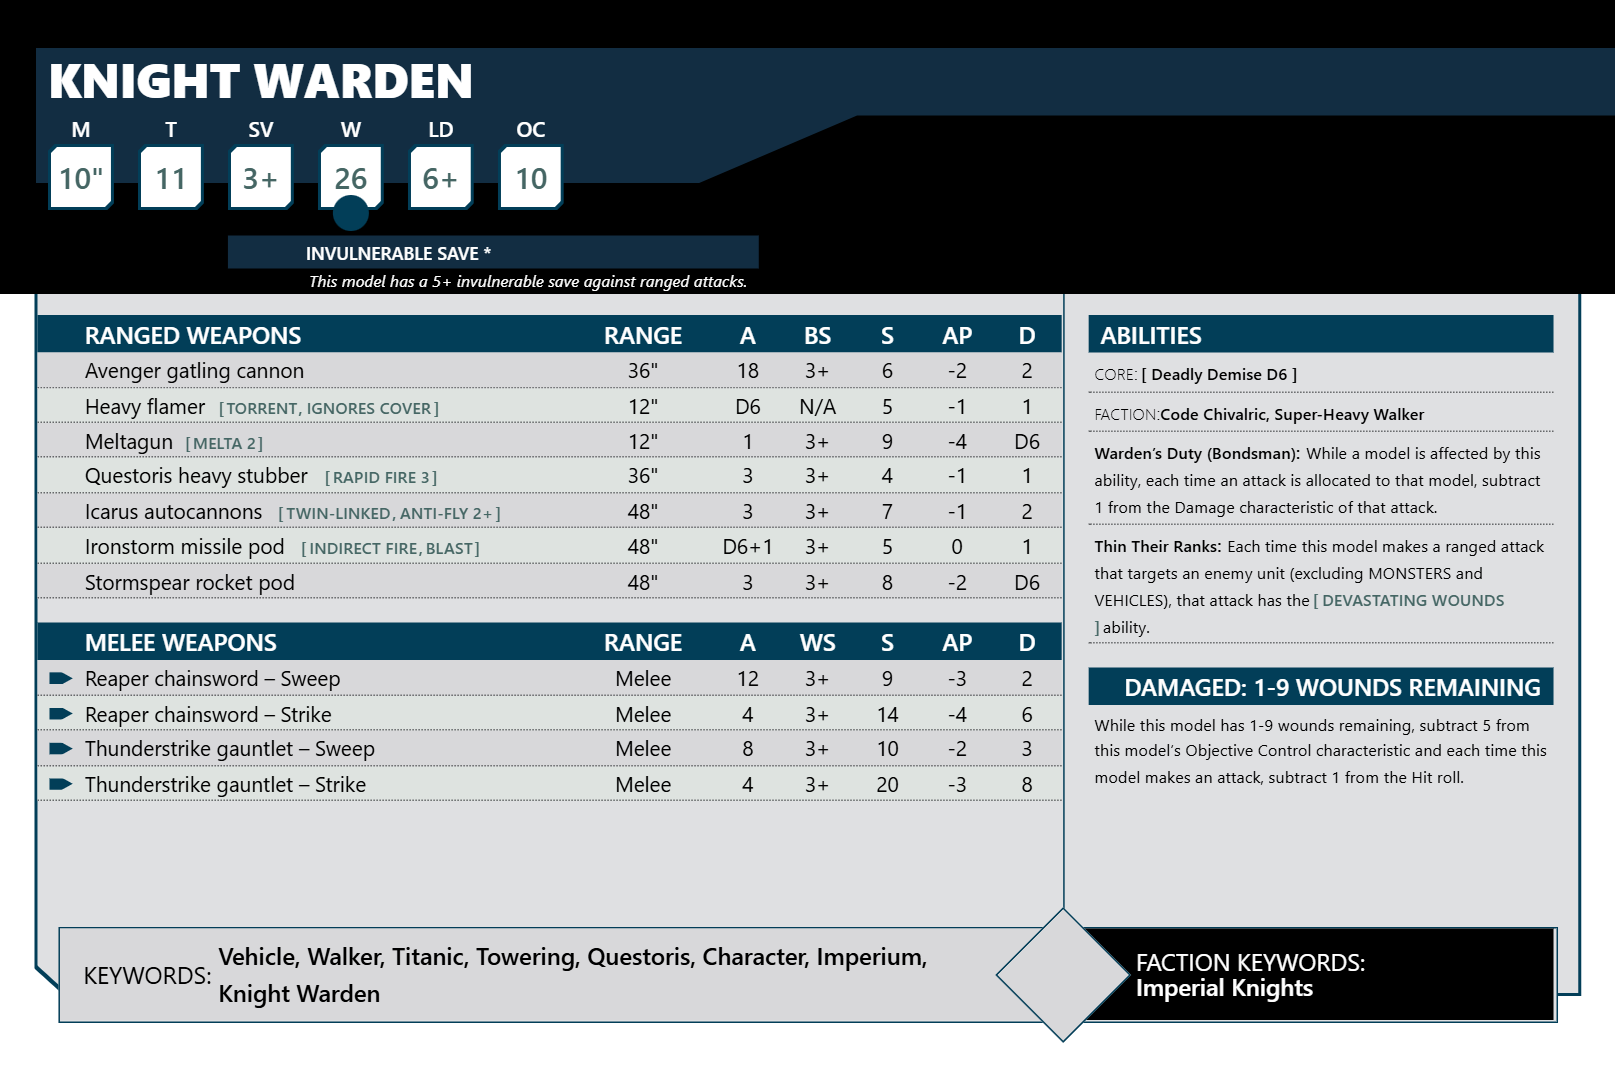 KNIGHT WARDEN
M T SV W LD OC
10" 11 3+ 26 6+ 10
INVULNERABLE SAVE *
This model has a 5+ invulnerable save against ranged attacks.
RANGED WEAPONS RANGE A BS S AP D
Avenger gatling cannon 36" 18 3+ 6 -2 2
Heavy flamer [TORRENT, IGNORES COVER] 12" D6 N/A 5 -1 1
Meltagun [MELTA 2] 12" 1 3+ 9 -4 D6
Questoris heavy stubber [RAPID FIRE 3] 36" 3 3+ 4 -1 1
Icarus autocannons [TWIN-LINKED, ANTI-FLY 2+] 48" 3 3+ 7 -1 2
Ironstorm missile pod [INDIRECT FIRE, BLAST] 48" D6+1 3+ 5 0 1
Stormspear rocket pod 48" 3 3+ 8 -2 D6
MELEE WEAPONS RANGE A WS S AP D
Reaper chainsword – Sweep Melee 12 3+ 9 -3 2
Reaper chainsword – Strike Melee 4 3+ 14 -4 6
Thunderstrike gauntlet – Sweep Melee 8 3+ 10 -2 3
Thunderstrike gauntlet – Strike Melee 4 3+ 20 -3 8
ABILITIES
CORE: [ Deadly Demise D6 ]
FACTION:Code Chivalric, Super-Heavy Walker
Warden's Duty (Bondsman): While a model is affected by this
ability, each time an attack is allocated to that model, subtract
1 from the Damage characteristic of that attack.
Thin Their Ranks: Each time this model makes a ranged attack
that targets an enemy unit (excluding MONSTERS and
VEHICLES), that attack has the [ DEVASTATING WOUNDS
] ability.
DAMAGED: 1-9 WOUNDS REMAINING
While this model has 1-9 wounds remaining, subtract 5 from
this model's Objective Control characteristic and each time this
model makes an attack, subtract 1 from the Hit roll.
KEYWORDS: Vehicle, Walker, Titanic, Towering, Questoris, Character, Imperium,
Knight Warden
FACTION KEYWORDS:
Imperial Knights